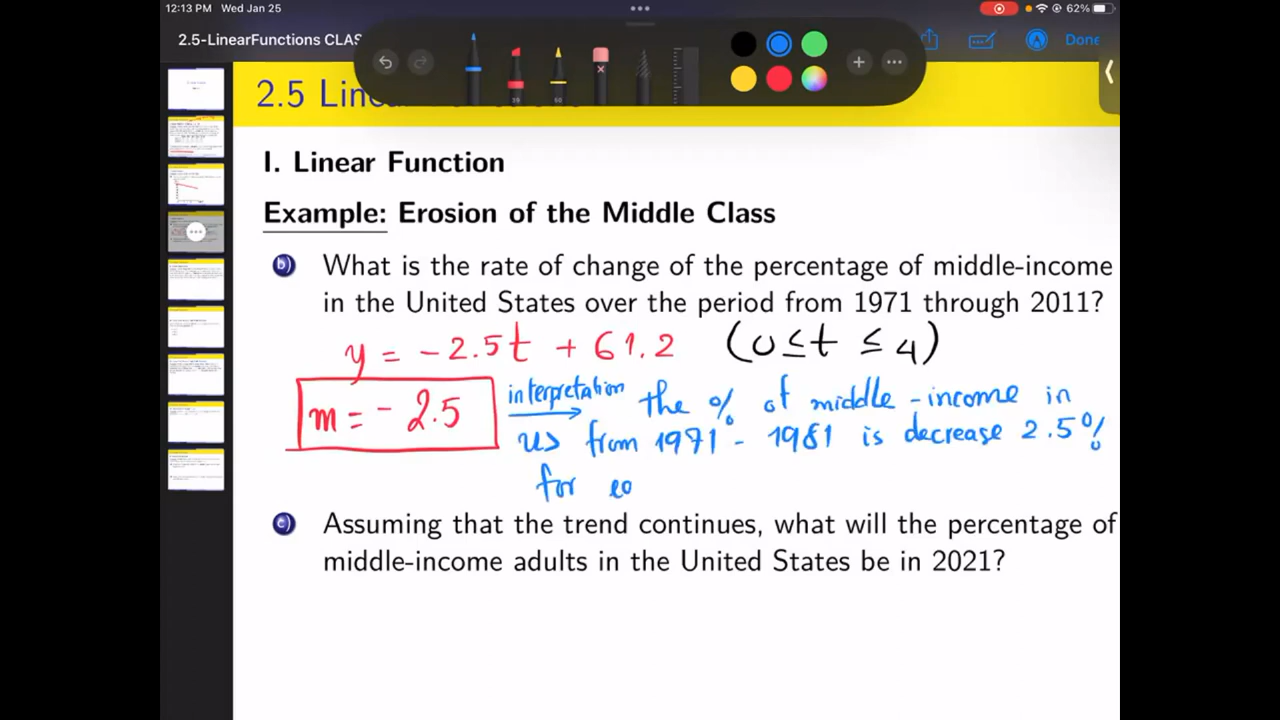 12:13 PM Wed Jan 25
62%
2.5-LinearFunctions CLAS
Done
2.5 Lin
I. Linear Function
Example: Erosion of the Middle Class
b) What is the rate of change of the percentage of middle-income
in the United States over the period from 1971 through 2011?
y = -2.5t + 61.2 (0 ≤ t ≤ 4)
m = - 2.5
interpretation the % of middle-income in
us from 1971 - 1981 is decrease 2.5%
for ea
c) Assuming that the trend continues, what will the percentage of
middle-income adults in the United States be in 2021?